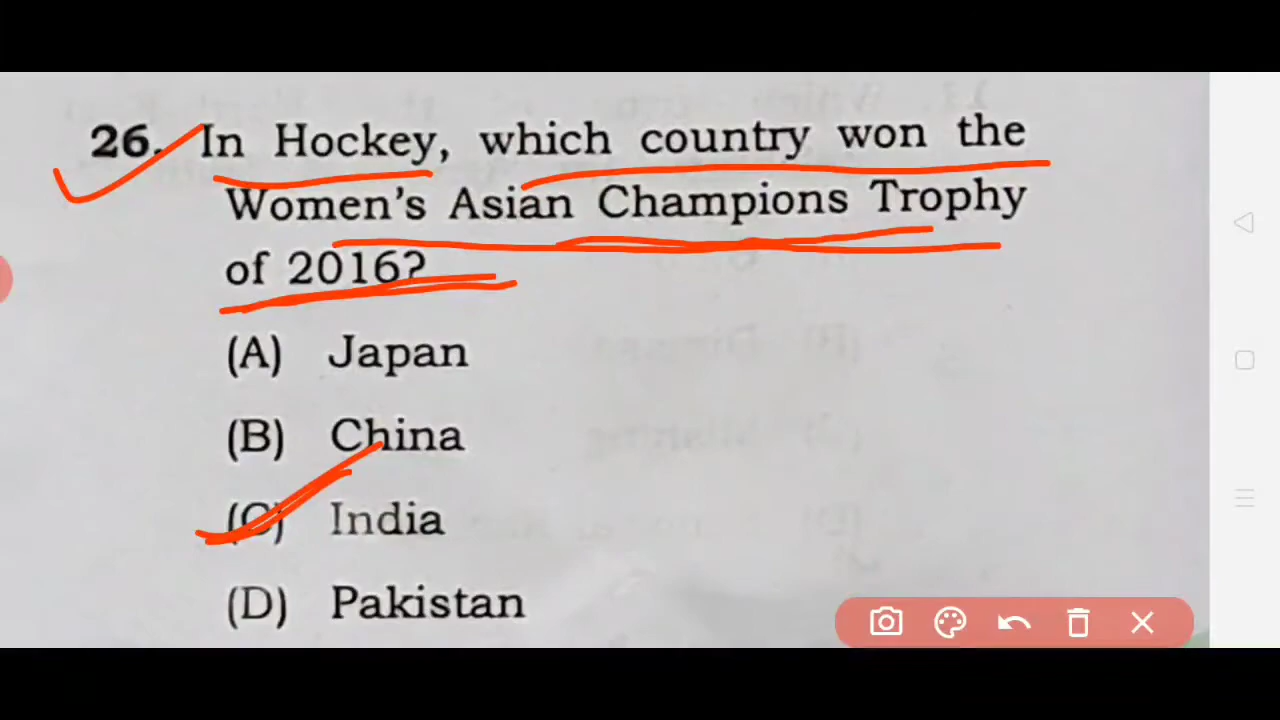 26. In Hockey, which country won the
Women's Asian Champions Trophy
of 2016?
(A) Japan
(B) China
(C) India
(D) Pakistan